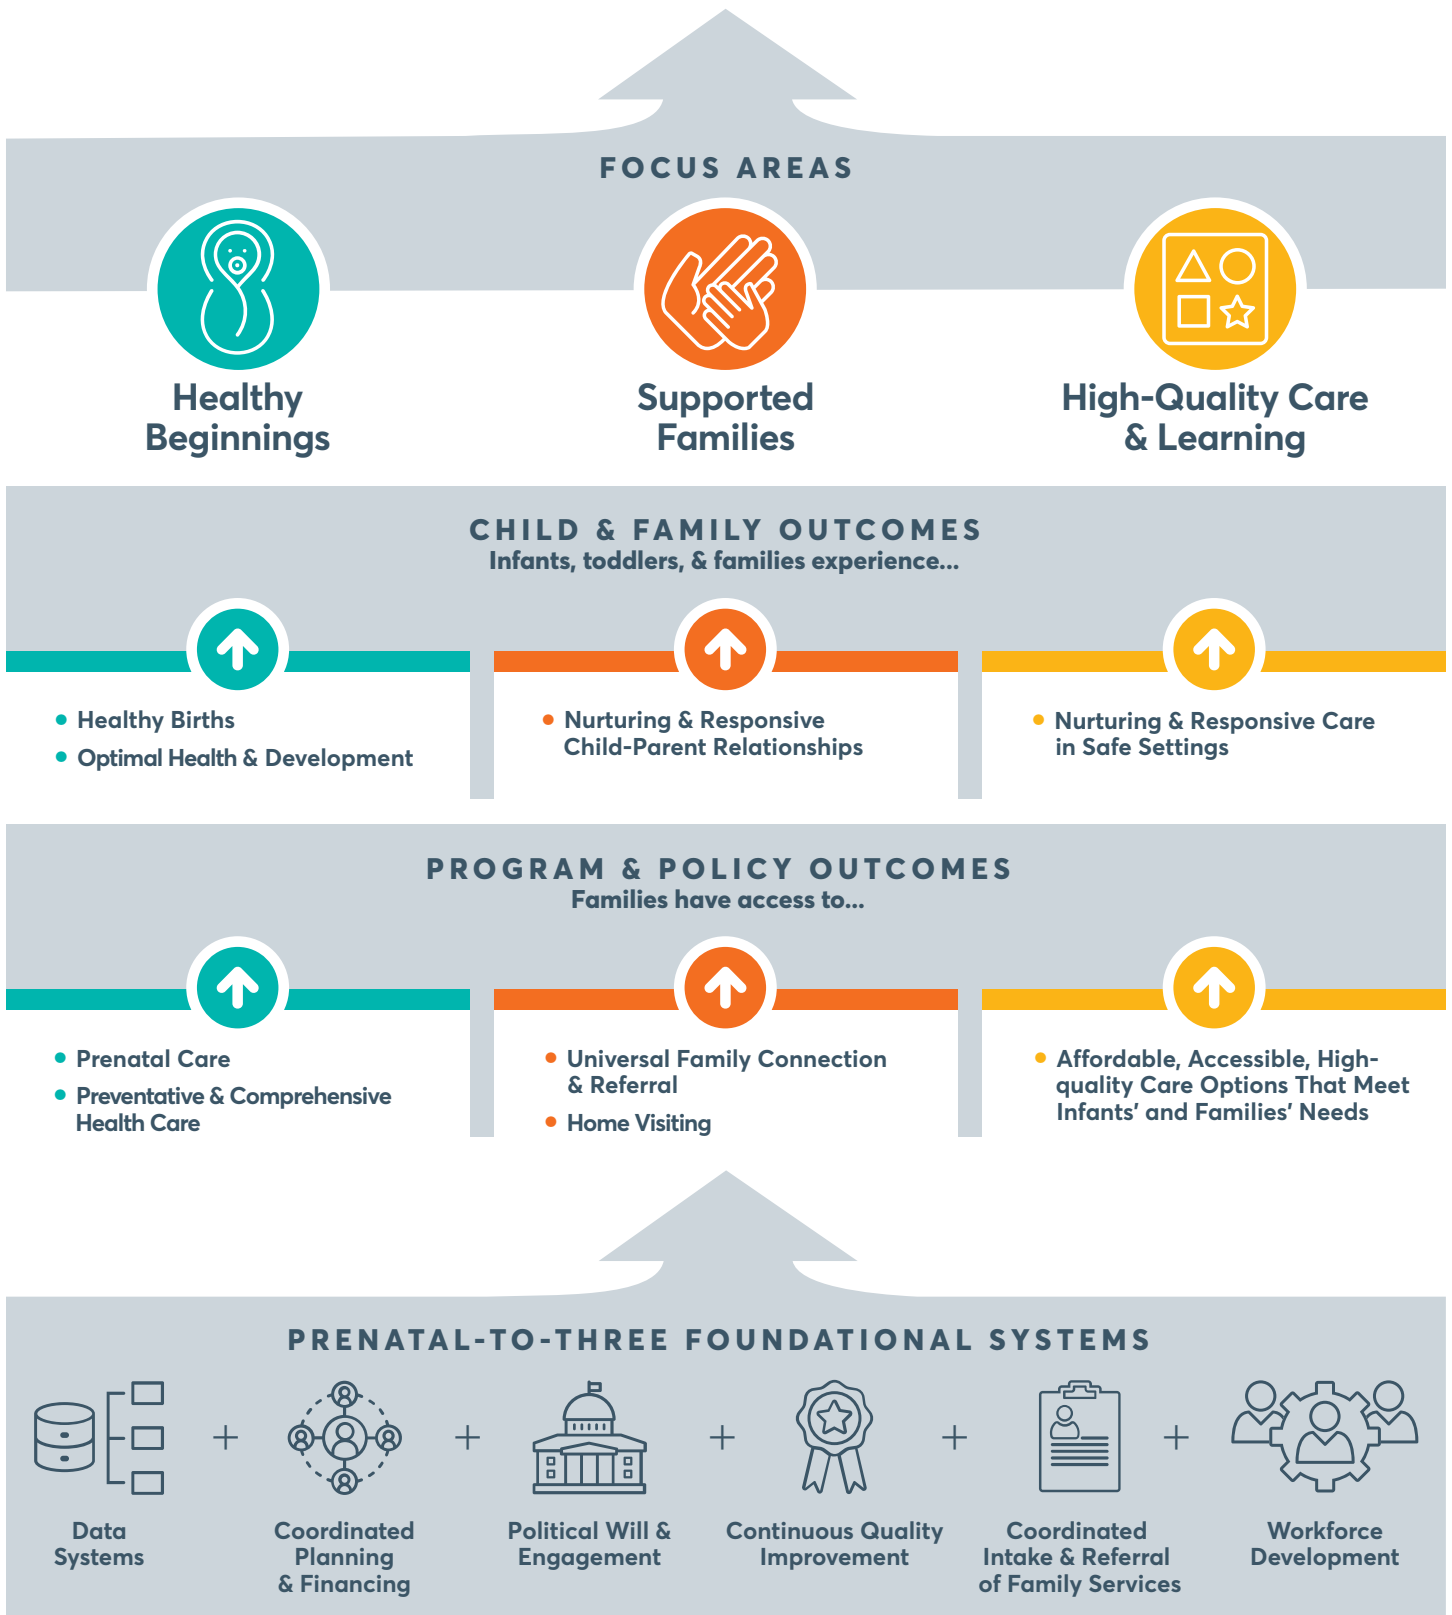 FOCUS AREAS
Healthy
Beginnings
Supported
Families
High-Quality Care
& Learning
CHILD & FAMILY OUTCOMES
Infants, toddlers, & families experience...
• Healthy Births
• Optimal Health & Development
• Nurturing & Responsive
Child-Parent Relationships
• Nurturing & Responsive Care
in Safe Settings
PROGRAM & POLICY OUTCOMES
Families have access to...
• Prenatal Care
• Preventative & Comprehensive
Health Care
• Universal Family Connection
& Referral
• Home Visiting
• Affordable, Accessible, High-
quality Care Options That Meet
Infants' and Families' Needs
PRENATAL-TO-THREE FOUNDATIONAL SYSTEMS
+ + + + +
Data
Systems
Coordinated
Planning
& Financing
Political Will &
Engagement
Continuous Quality
Improvement
Coordinated
Intake & Referral
of Family Services
Workforce
Development